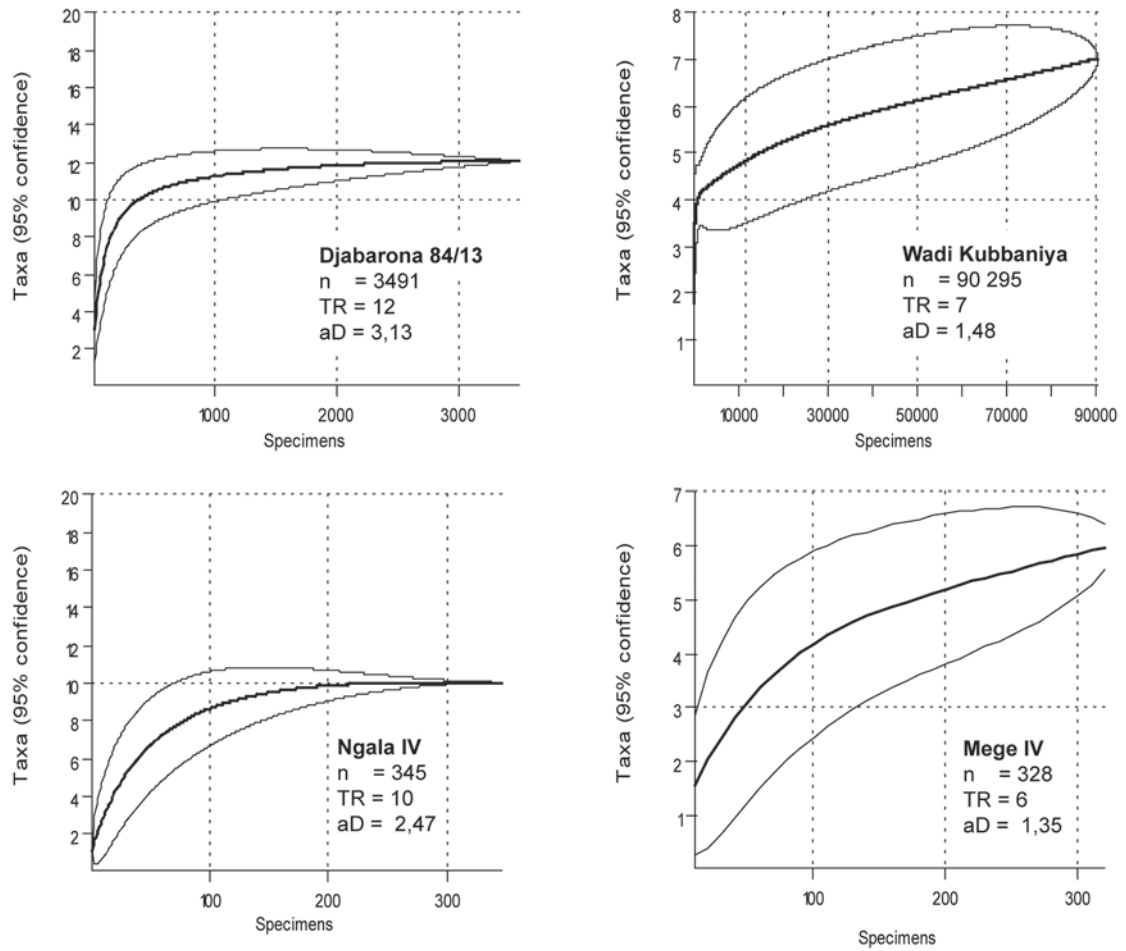 Taxa (95% confidence)
20
18
16
14
12
10
8
6
4
2
Djabarona 84/13
n = 3491
TR = 12
aD = 3,13
1000 2000 3000
Specimens
Taxa (95% confidence)
8
7
6
5
4
3
2
1
Wadi Kubbaniya
n = 90 295
TR = 7
aD = 1,48
10000 30000 50000 70000 90000
Specimens
Taxa (95% confidence)
20
18
16
14
12
10
8
6
4
2
Ngala IV
n = 345
TR = 10
aD = 2,47
100 200 300
Specimens
Taxa (95% confidence)
7
6
5
4
3
2
1
Mege IV
n = 328
TR = 6
aD = 1,35
100 200 300
Specimens